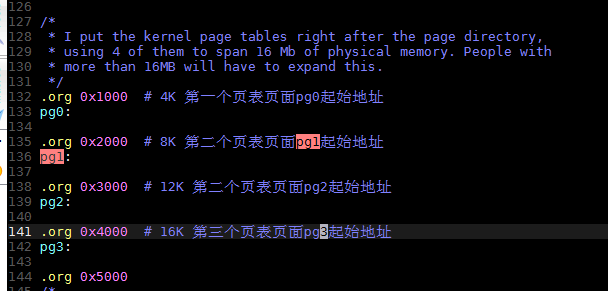 126
127 /*
128  * I put the kernel page tables right after the page directory,
129  * using 4 of them to span 16 Mb of physical memory. People with
130  * more than 16MB will have to expand this.
131  */
132 .org 0x1000  # 4K 第一个页表页面pg0起始地址
133 pg0:
134
135 .org 0x2000  # 8K 第二个页表页面pg1起始地址
136 pg1:
137
138 .org 0x3000  # 12K 第二个页表页面pg2起始地址
139 pg2:
140
141 .org 0x4000  # 16K 第三个页表页面pg3起始地址
142 pg3:
143
144 .org 0x5000
145 /*